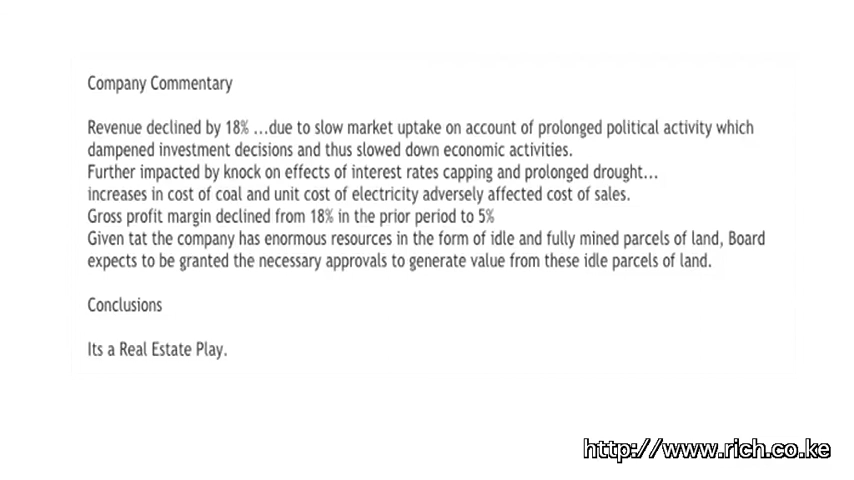 Company Commentary
Revenue declined by 18% ...due to slow market uptake on account of prolonged political activity which
dampened investment decisions and thus slowed down economic activities.
Further impacted by knock on effects of interest rates capping and prolonged drought...
increases in cost of coal and unit cost of electricity adversely affected cost of sales.
Gross profit margin declined from 18% in the prior period to 5%
Given tat the company has enormous resources in the form of idle and fully mined parcels of land, Board
expects to be granted the necessary approvals to generate value from these idle parcels of land.
Conclusions
Its a Real Estate Play.
http://www.rich.co.ke